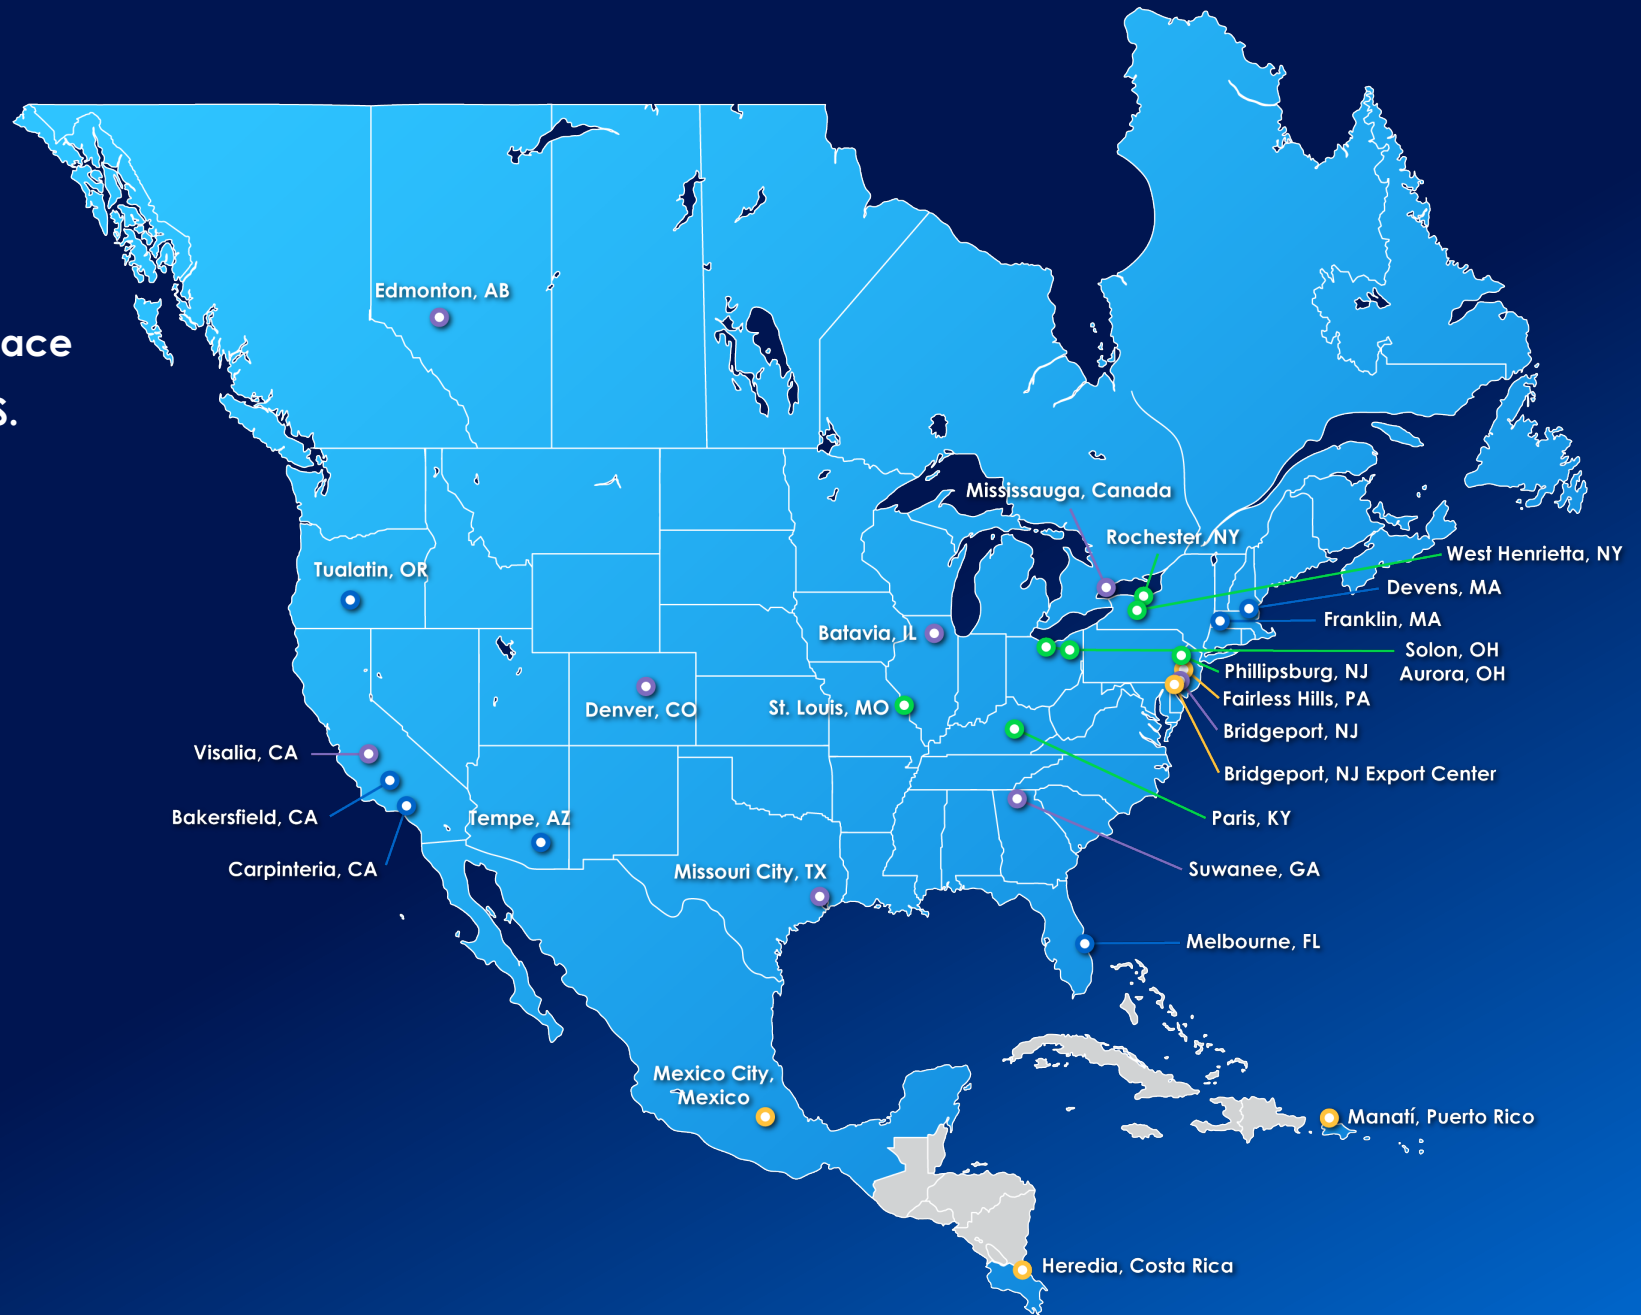 ace
S.
Edmonton, AB
Mississauga, Canada
Rochester, NY
West Henrietta, NY
Tualatin, OR
Devens, MA
Franklin, MA
Batavia, IL
Solon, OH
Aurora, OH
Phillipsburg, NJ
Fairless Hills, PA
Denver, CO
St. Louis, MO
Bridgeport, NJ
Visalia, CA
Bridgeport, NJ Export Center
Bakersfield, CA
Tempe, AZ
Paris, KY
Carpinteria, CA
Missouri City, TX
Suwanee, GA
Melbourne, FL
Mexico City,
Mexico
Manatí, Puerto Rico
Heredia, Costa Rica